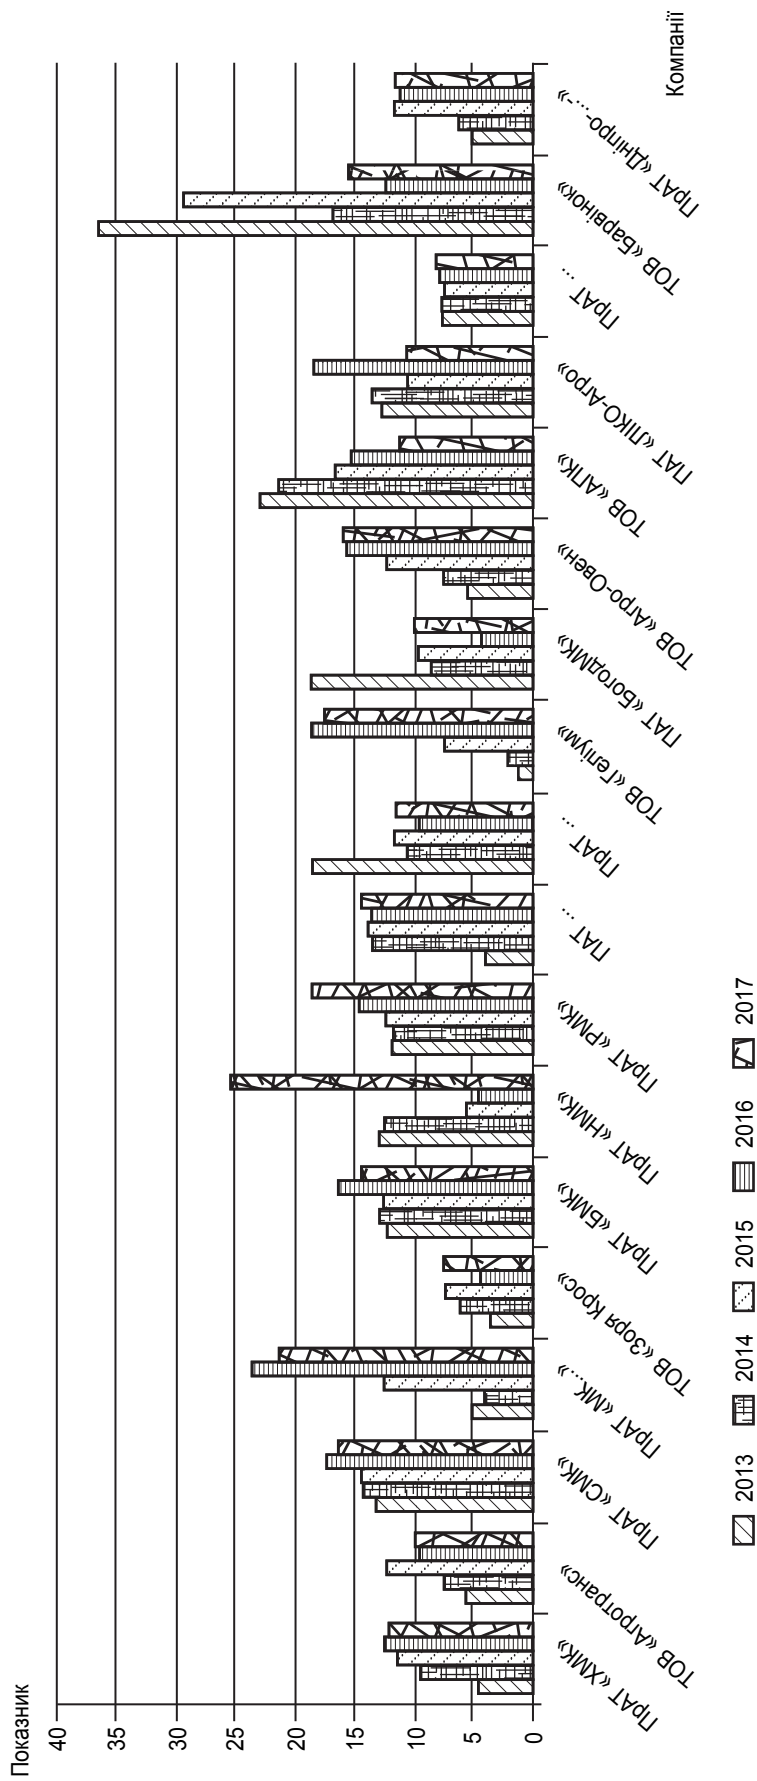 Показник
40
35
30
25
20
15
10
5
0
ПрАТ «ХМК»
ТОВ «Агротранс»
ПрАТ «СМК»
ПрАТ «МК...»
ТОВ «Зоря Крос»
ПрАТ «БМК»
ПрАТ «НМК»
ПрАТ «РМК»
ПАТ ...
ПрАТ ...
ТОВ «Геліум»
ПАТ «БогодМК»
ТОВ «Агро-Овен»
ТОВ «АПК»
ПАТ «ЛІКО-Агро»
ПрАТ ...
ТОВ «Барвінок»
ПрАТ «Дніпро-...»
Компанії
2013 2014 2015 2016 2017